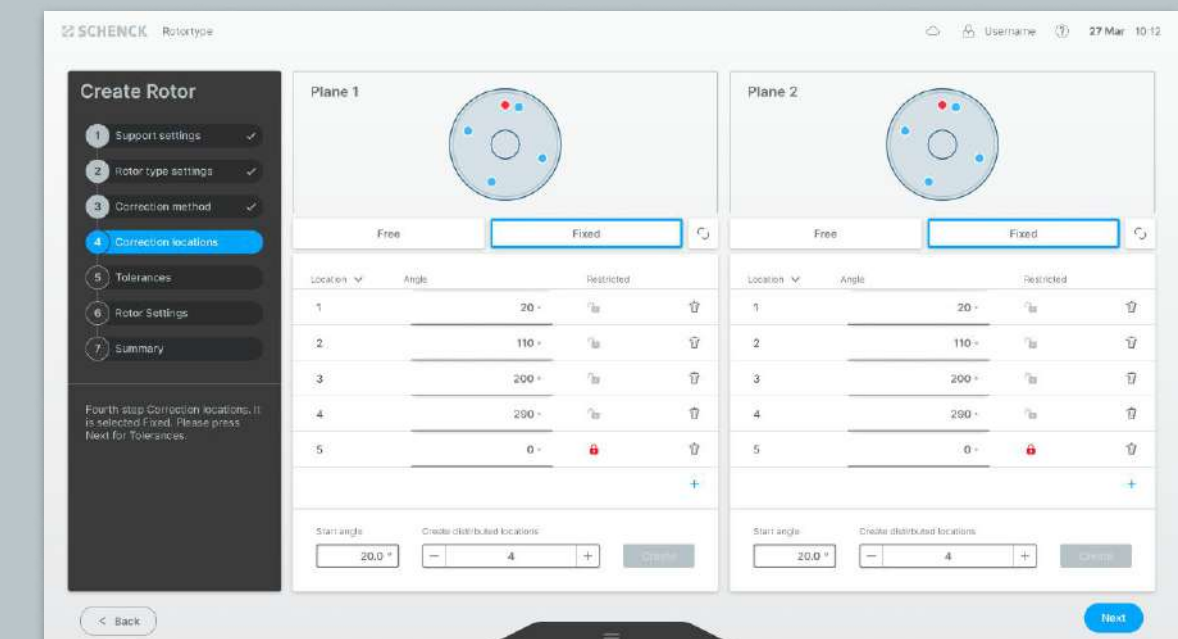 SCHENCK Rotortype
Username
27 Mar 10:12
Create Rotor
1 Support settings
2 Rotor type settings
3 Correction method
4 Correction locations
5 Tolerances
6 Rotor Settings
7 Summary
Fourth step Correction locations. It
is selected Fixed. Please press
Next for Tolerances.
Plane 1
Free Fixed
Location Angle Restricted
1 20 °
2 110 °
3 200 °
4 290 °
5 0 °
+
Start angle Create distributed locations
20.0 ° − 4 + Create
Plane 2
Free Fixed
Location Angle Restricted
1 20 °
2 110 °
3 200 °
4 290 °
5 0 °
+
Start angle Create distributed locations
20.0 ° − 4 + Create
< Back
Next